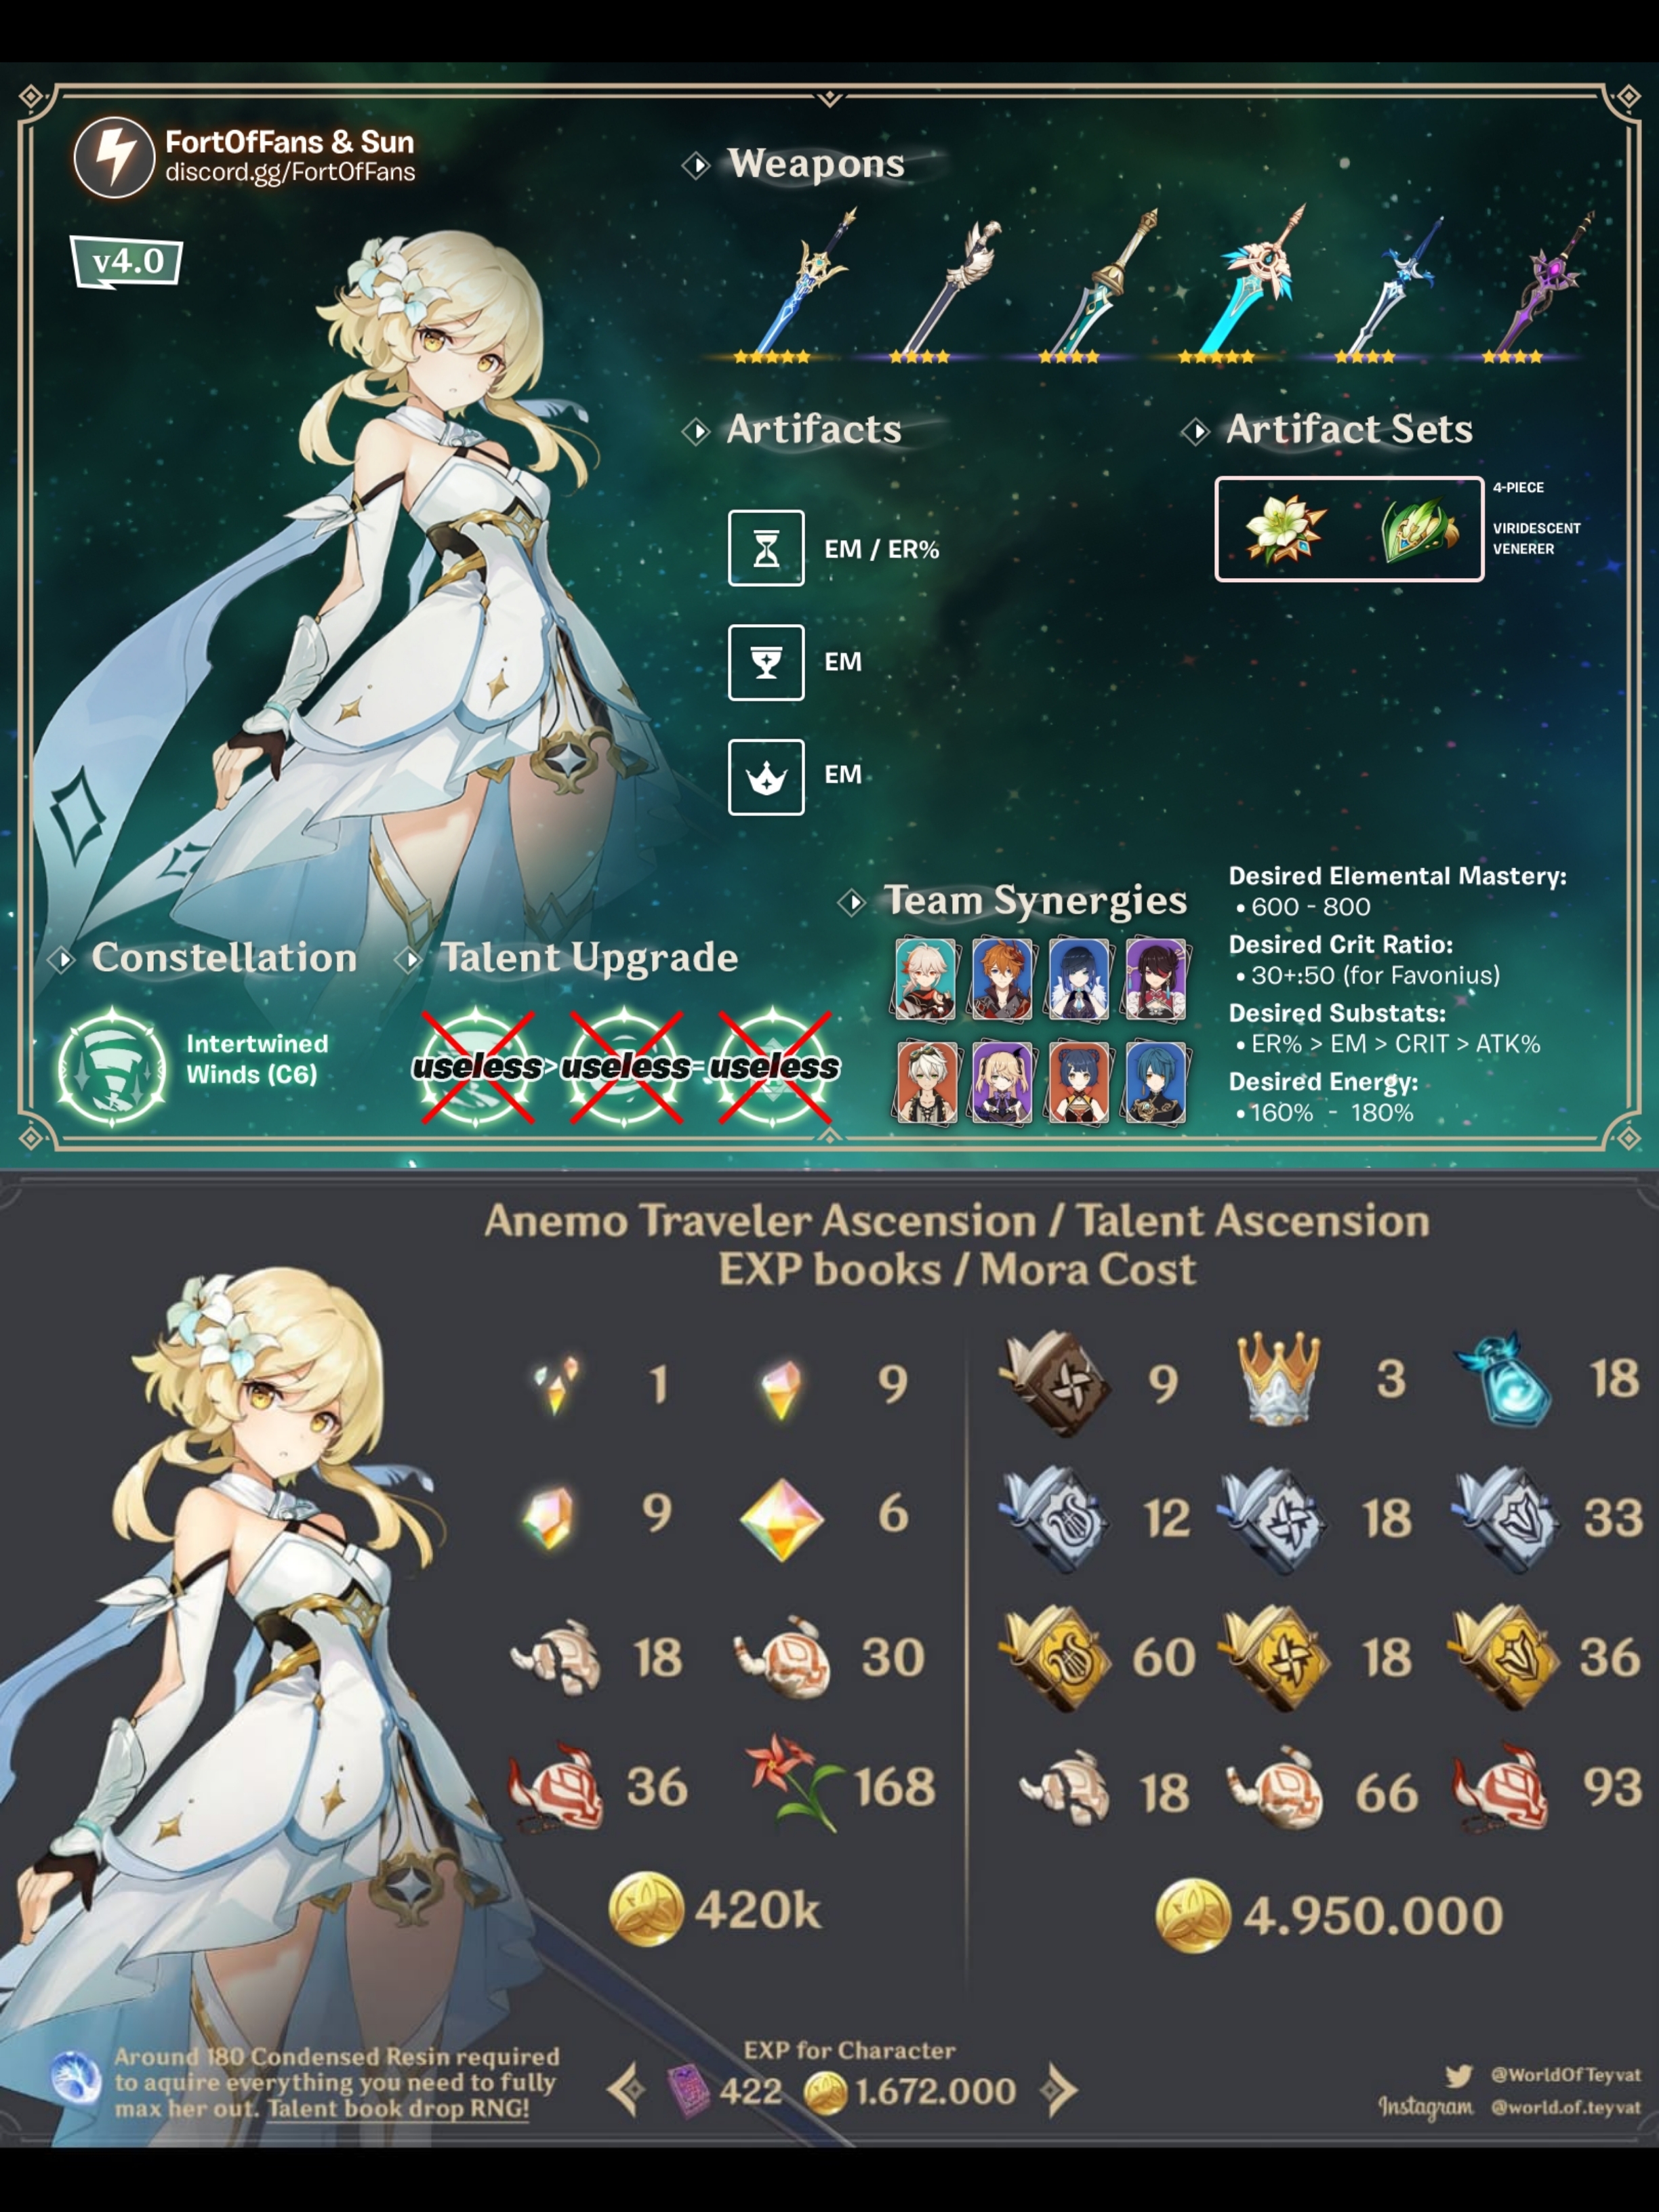 FortOfFans & Sun
discord.gg/FortOfFans
v4.0
Weapons
Artifacts
EM / ER%
EM
EM
Artifact Sets
4-PIECE
VIRIDESCENT
VENERER
Constellation
Intertwined
Winds (C6)
Talent Upgrade
useless>useless=useless
Team Synergies
Desired Elemental Mastery:
• 600 - 800
Desired Crit Ratio:
• 30+:50 (for Favonius)
Desired Substats:
• ER% > EM > CRIT > ATK%
Desired Energy:
• 160% - 180%
Anemo Traveler Ascension / Talent Ascension
EXP books / Mora Cost
1 9
9 6
18 30
36 168
420k
9 3 18
12 18 33
60 18 36
18 66 93
4.950.000
Around 180 Condensed Resin required
to aquire everything you need to fully
max her out. Talent book drop RNG!
EXP for Character
422 1.672.000
@WorldOfTeyvat
Instagram @world.of.teyvat